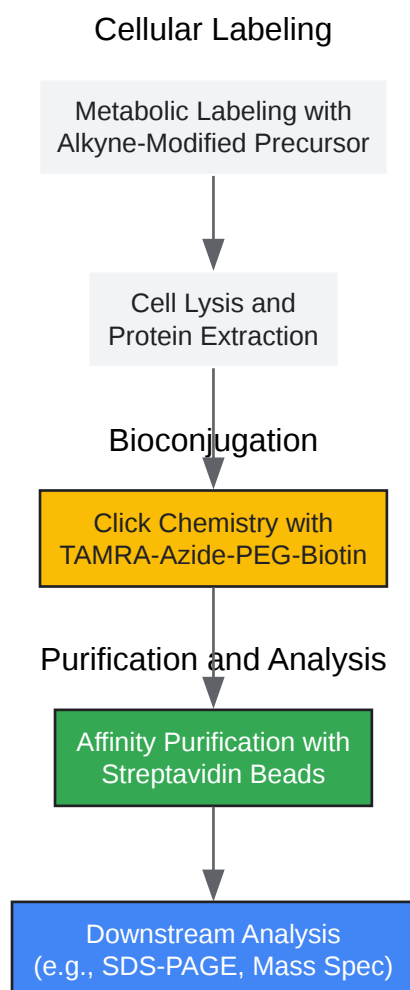 Cellular Labeling
Metabolic Labeling with
Alkyne-Modified Precursor
Cell Lysis and
Protein Extraction
Bioconjugation
Click Chemistry with
TAMRA-Azide-PEG-Biotin
Purification and Analysis
Affinity Purification with
Streptavidin Beads
Downstream Analysis
(e.g., SDS-PAGE, Mass Spec)